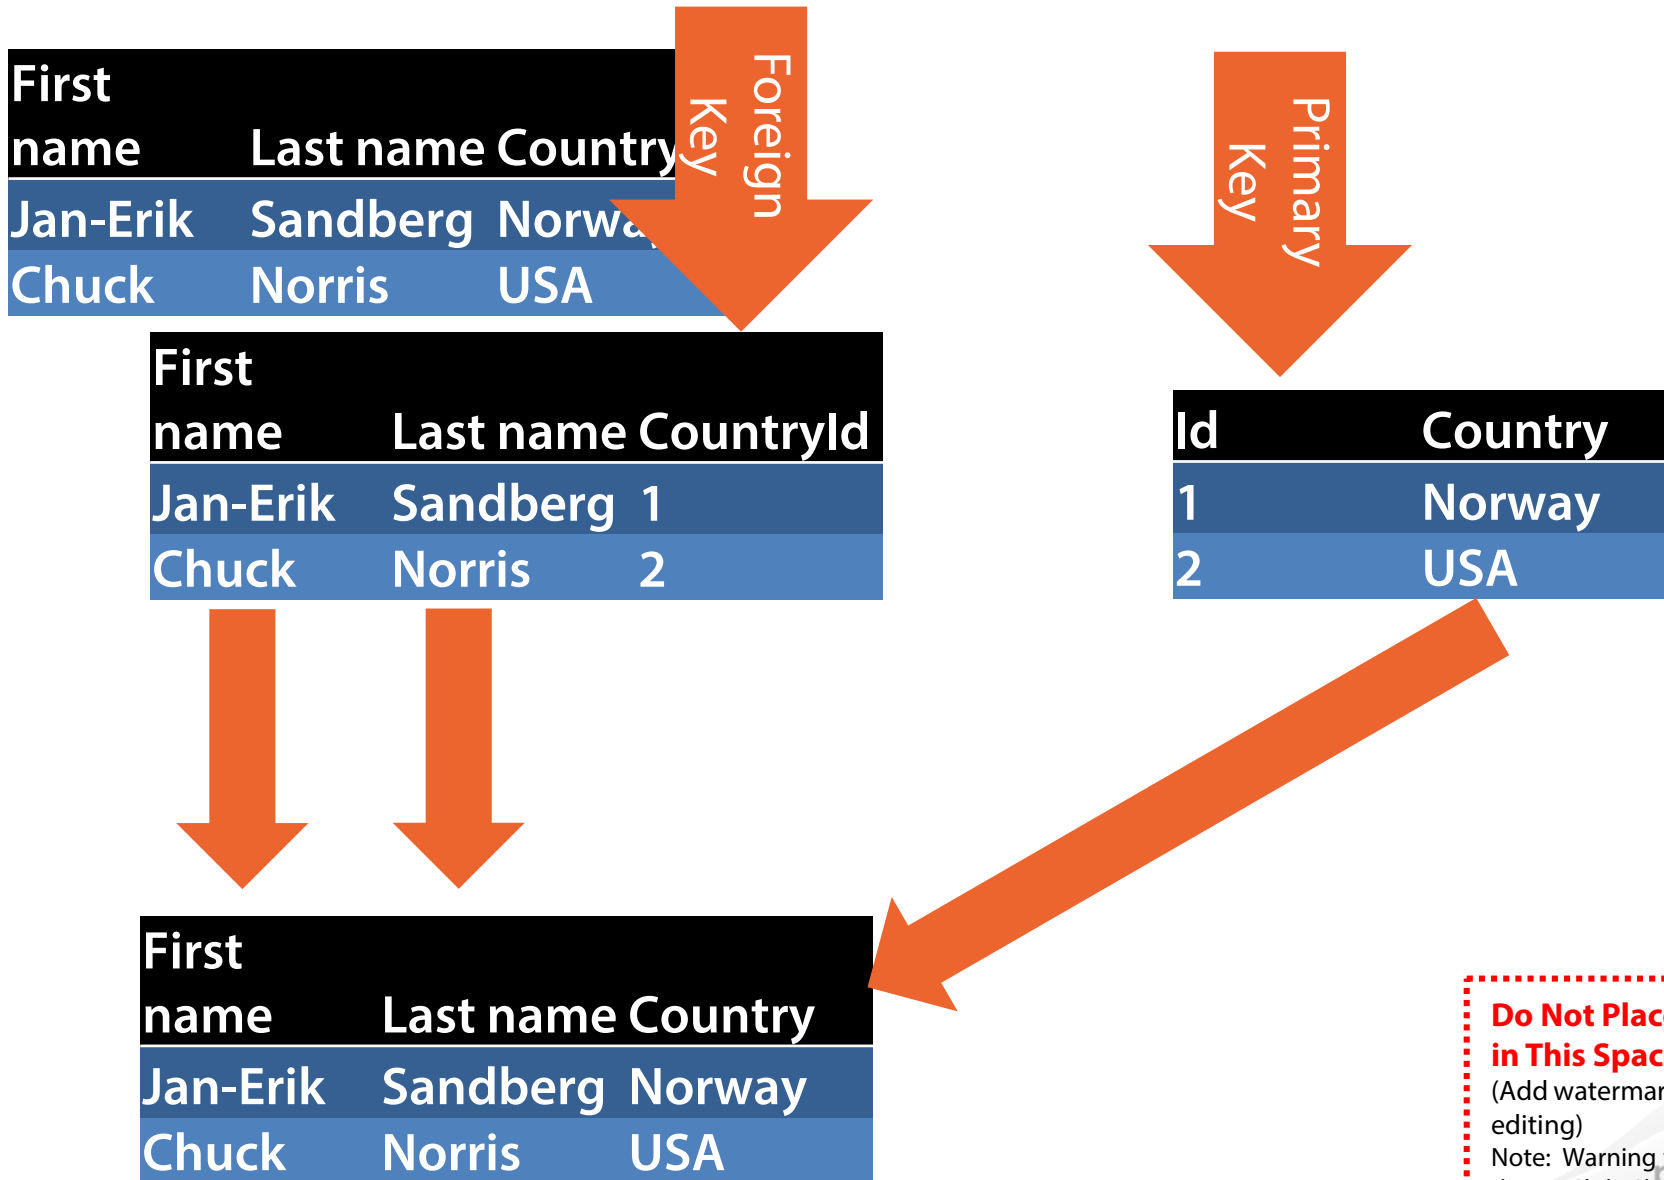 First
name Last name Country
Jan-Erik Sandberg Norway
Chuck Norris USA
Foreign
Key
Primary
Key
First
name Last name CountryId
Jan-Erik Sandberg 1
Chuck Norris 2
Id Country
1 Norway
2 USA
First
name Last name Country
Jan-Erik Sandberg Norway
Chuck Norris USA
Do Not Plac
in This Spac
(Add watermar
editing)
Note: Warning